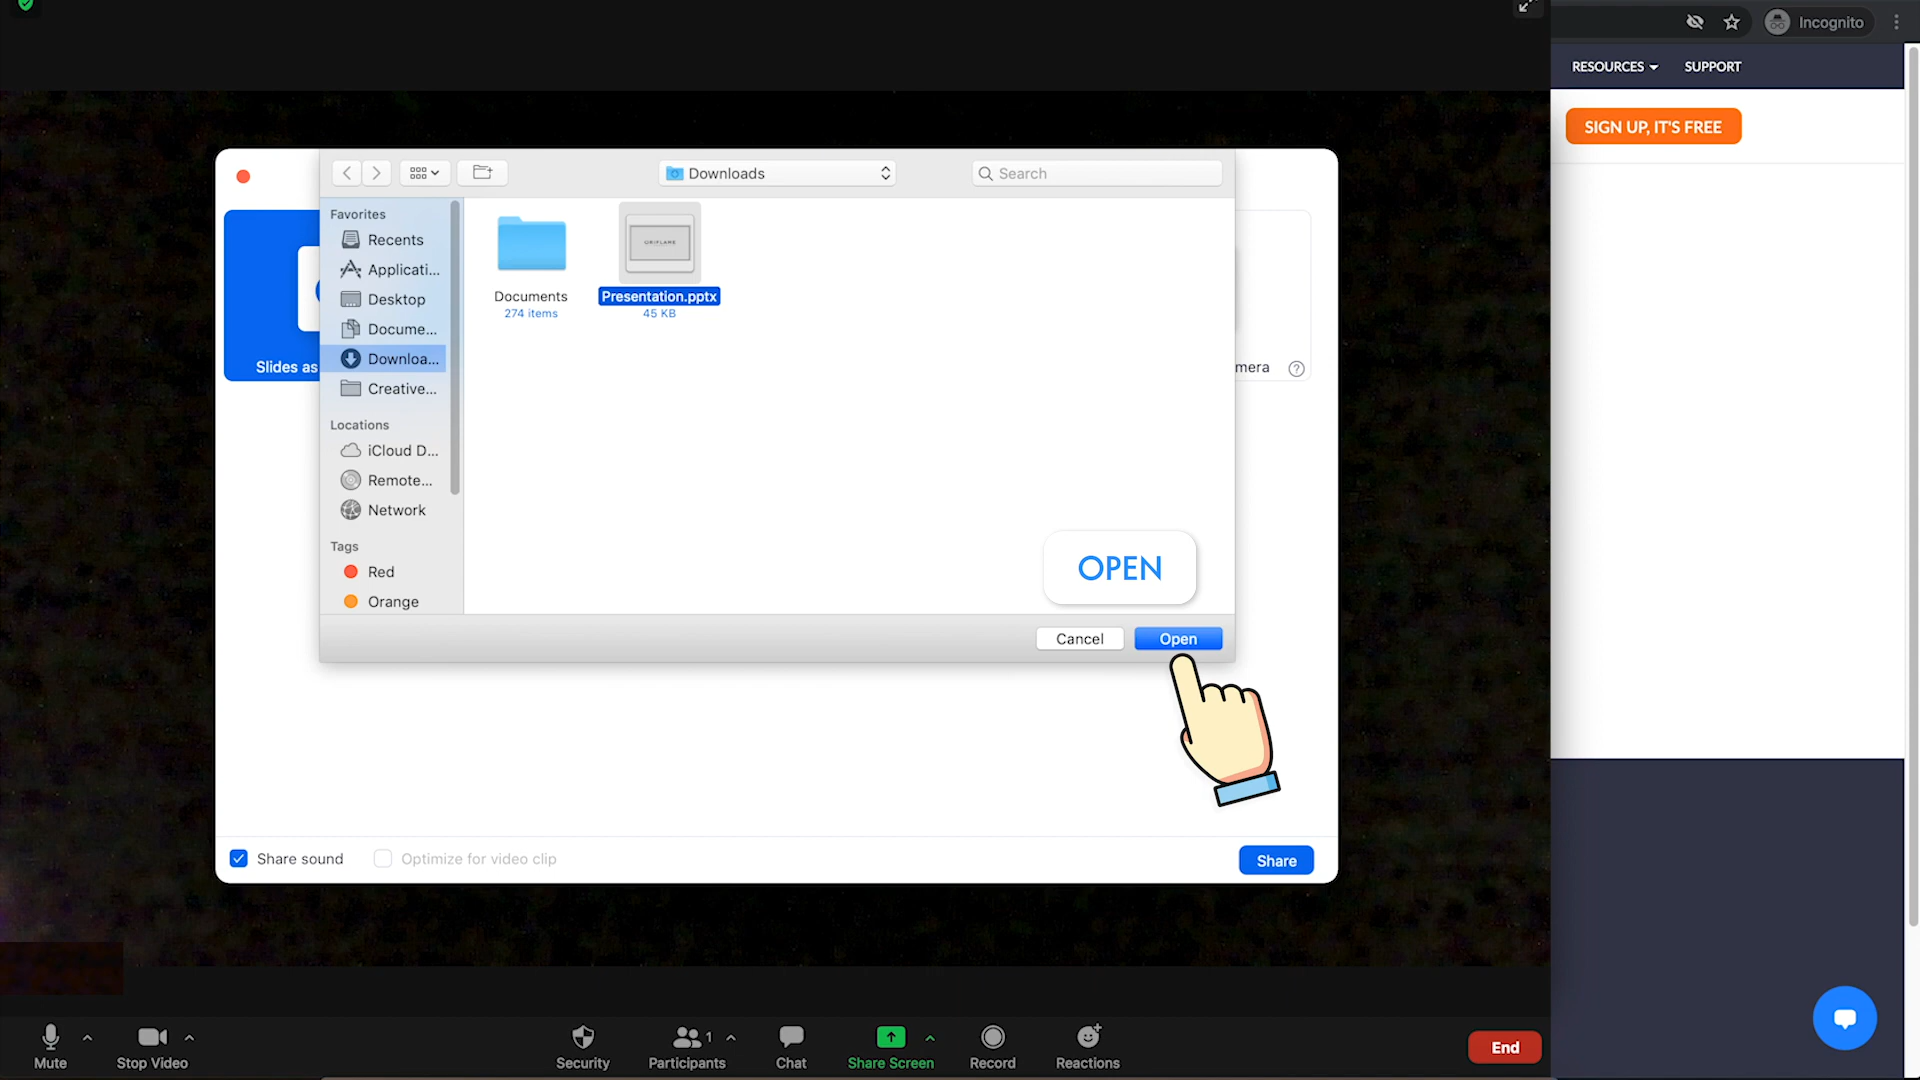 Incognito
RESOURCES
SUPPORT
SIGN UP, IT'S FREE
Downloads
Search
Favorites
Recents
Applicati...
Desktop
Docume...
Downloa...
Creative...
Locations
iCloud D...
Remote...
Network
Tags
Red
Orange
ORIFLAME
Documents
274 items
Presentation.pptx
45 KB
Slides as
mera
?
OPEN
Cancel
Open
Share sound
Optimize for video clip
Share
Mute
Stop Video
Security
1
Participants
Chat
Share Screen
Record
Reactions
End